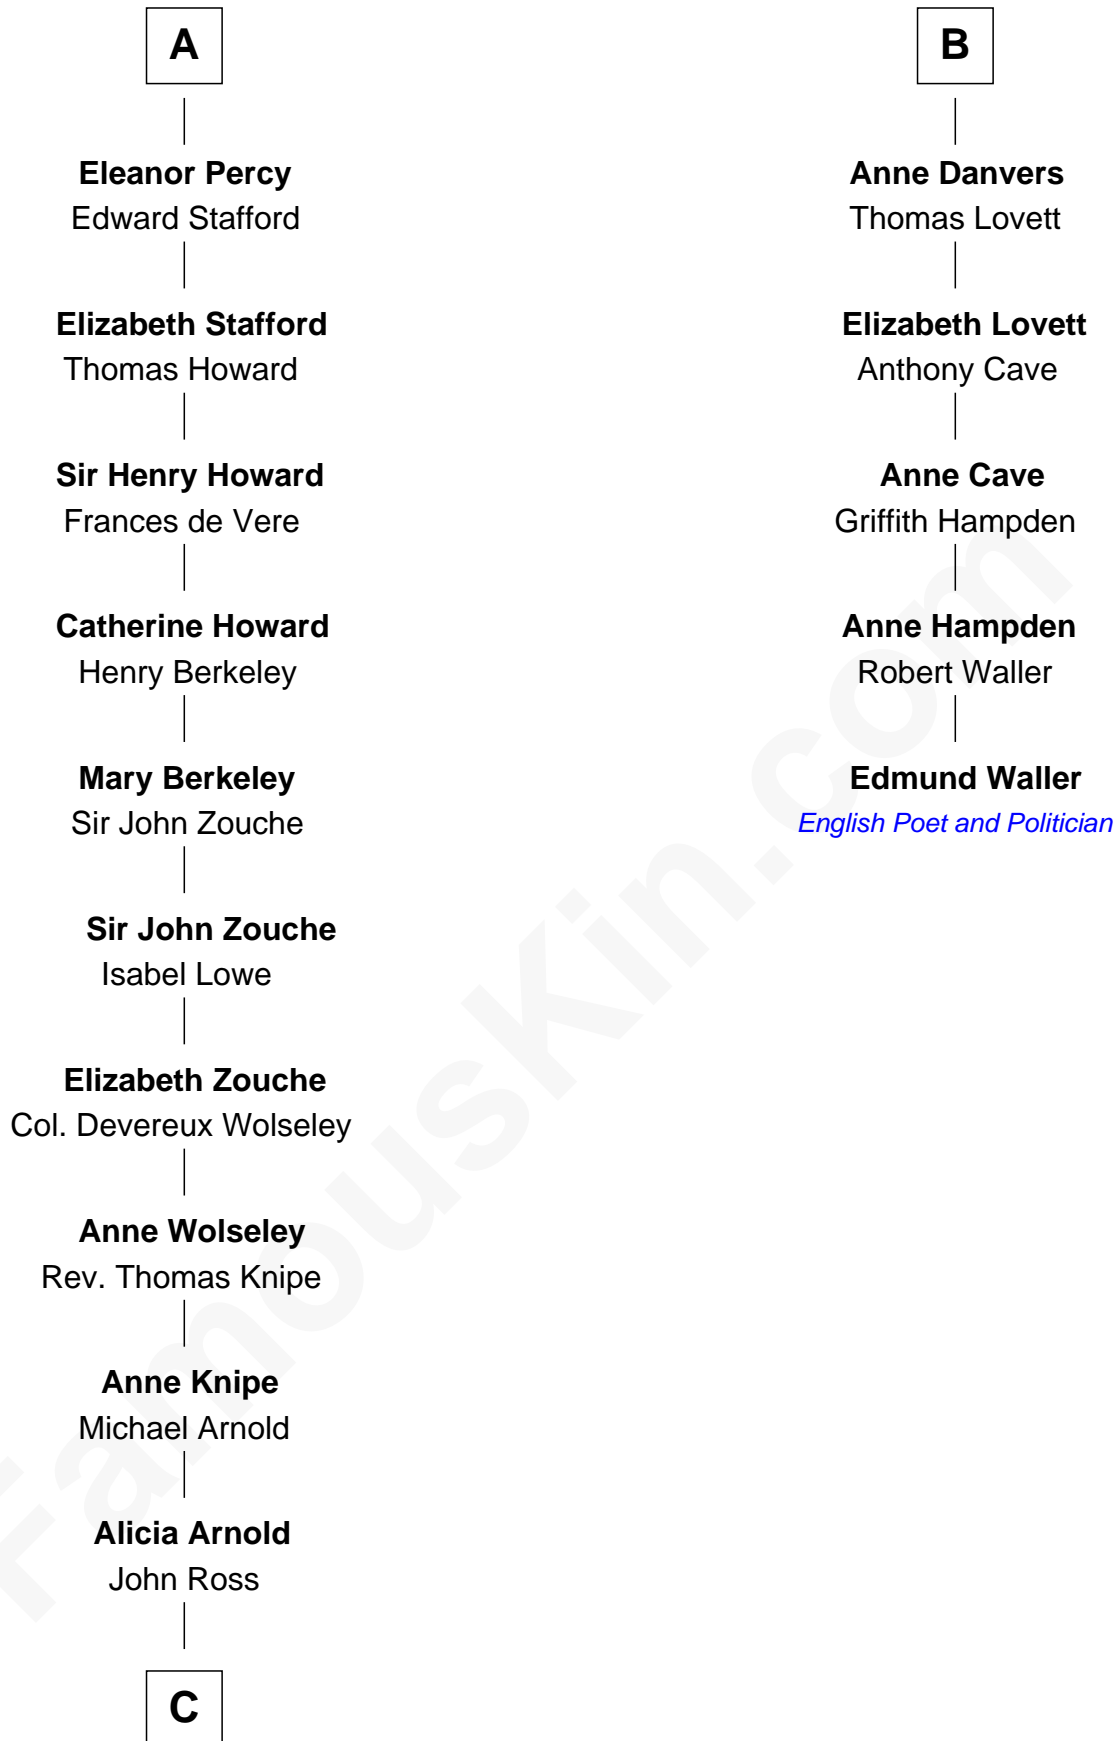 A
Eleanor Percy
Edward Stafford
Elizabeth Stafford
Thomas Howard
Sir Henry Howard
Frances de Vere
Catherine Howard
Henry Berkeley
Mary Berkeley
Sir John Zouche
Sir John Zouche
Isabel Lowe
Elizabeth Zouche
Col. Devereux Wolseley
Anne Wolseley
Rev. Thomas Knipe
Anne Knipe
Michael Arnold
Alicia Arnold
John Ross
C
B
Anne Danvers
Thomas Lovett
Elizabeth Lovett
Anthony Cave
Anne Cave
Griffith Hampden
Anne Hampden
Robert Waller
Edmund Waller
English Poet and Politician
FamousKin.com